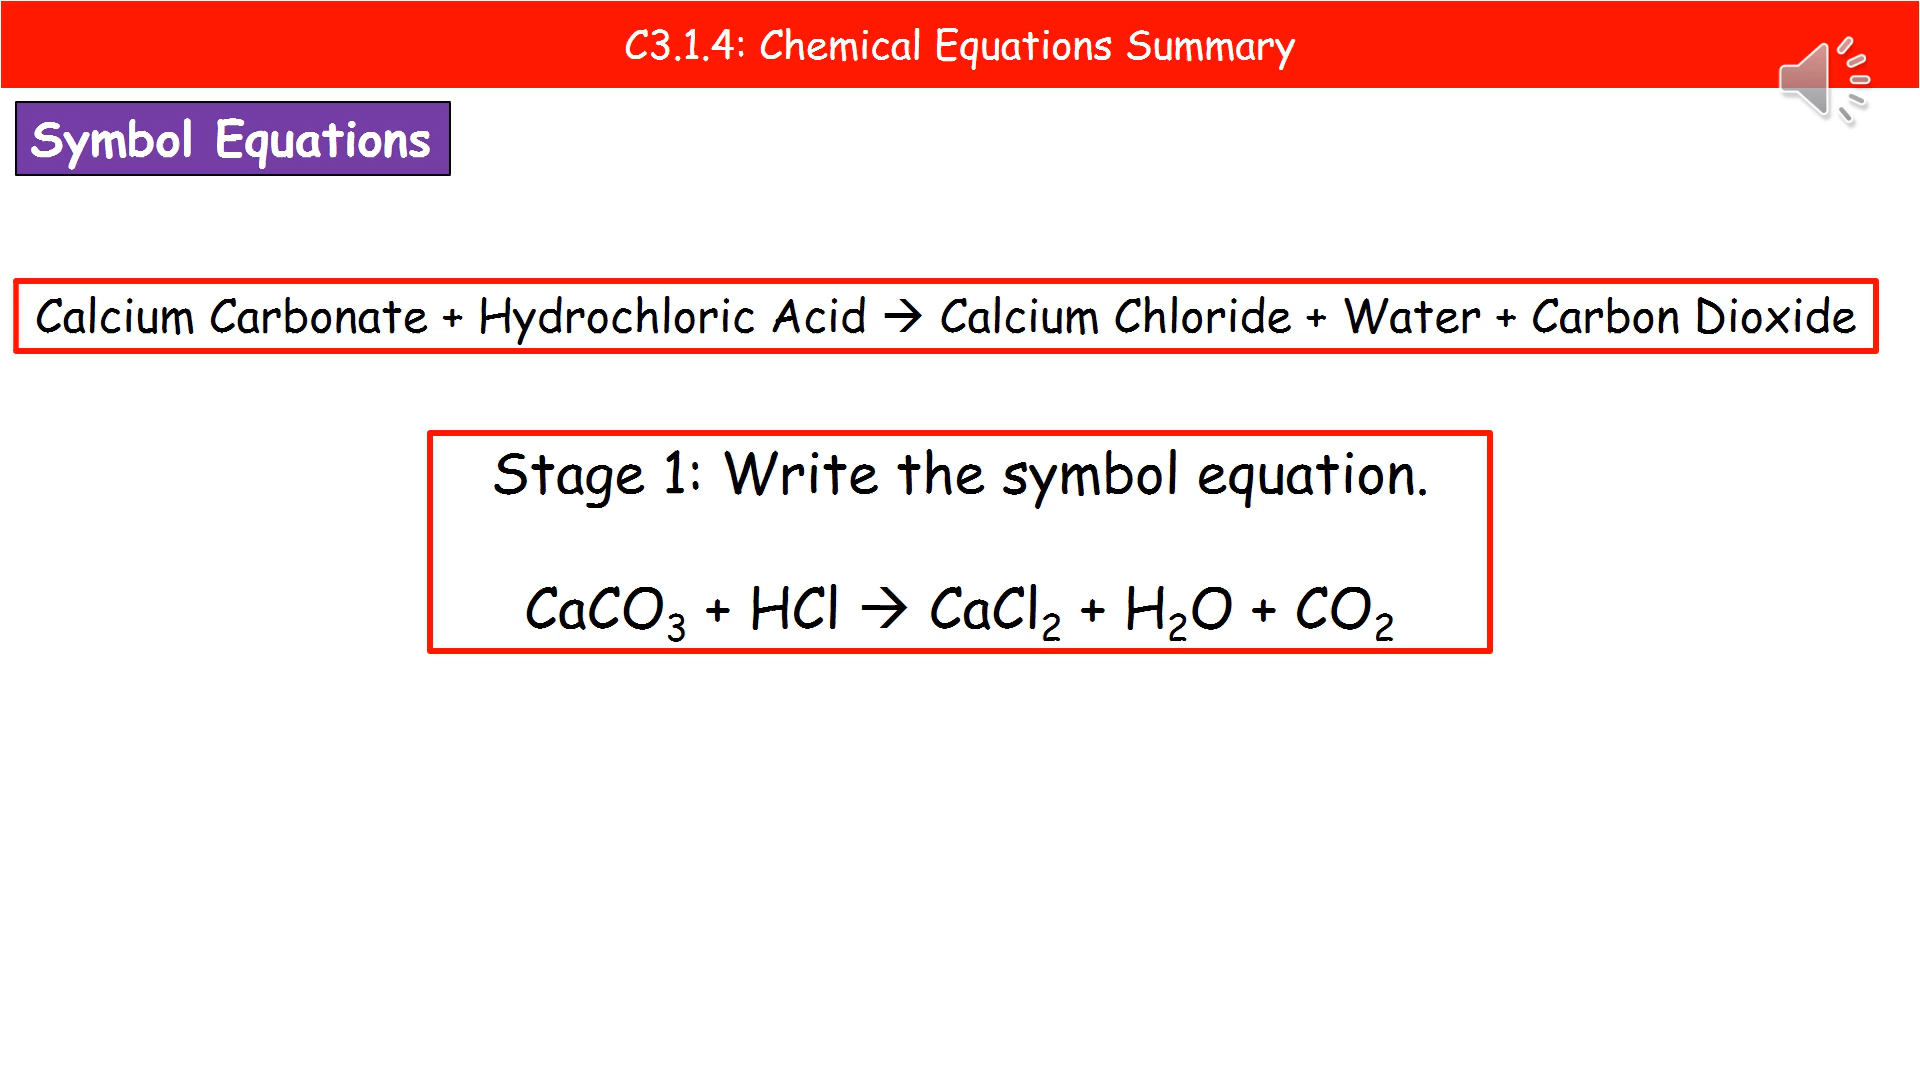 C3.1.4: Chemical Equations Summary
Symbol Equations
Calcium Carbonate + Hydrochloric Acid → Calcium Chloride + Water + Carbon Dioxide
Stage 1: Write the symbol equation.
CaCO₃ + HCl → CaCl₂ + H₂O + CO₂